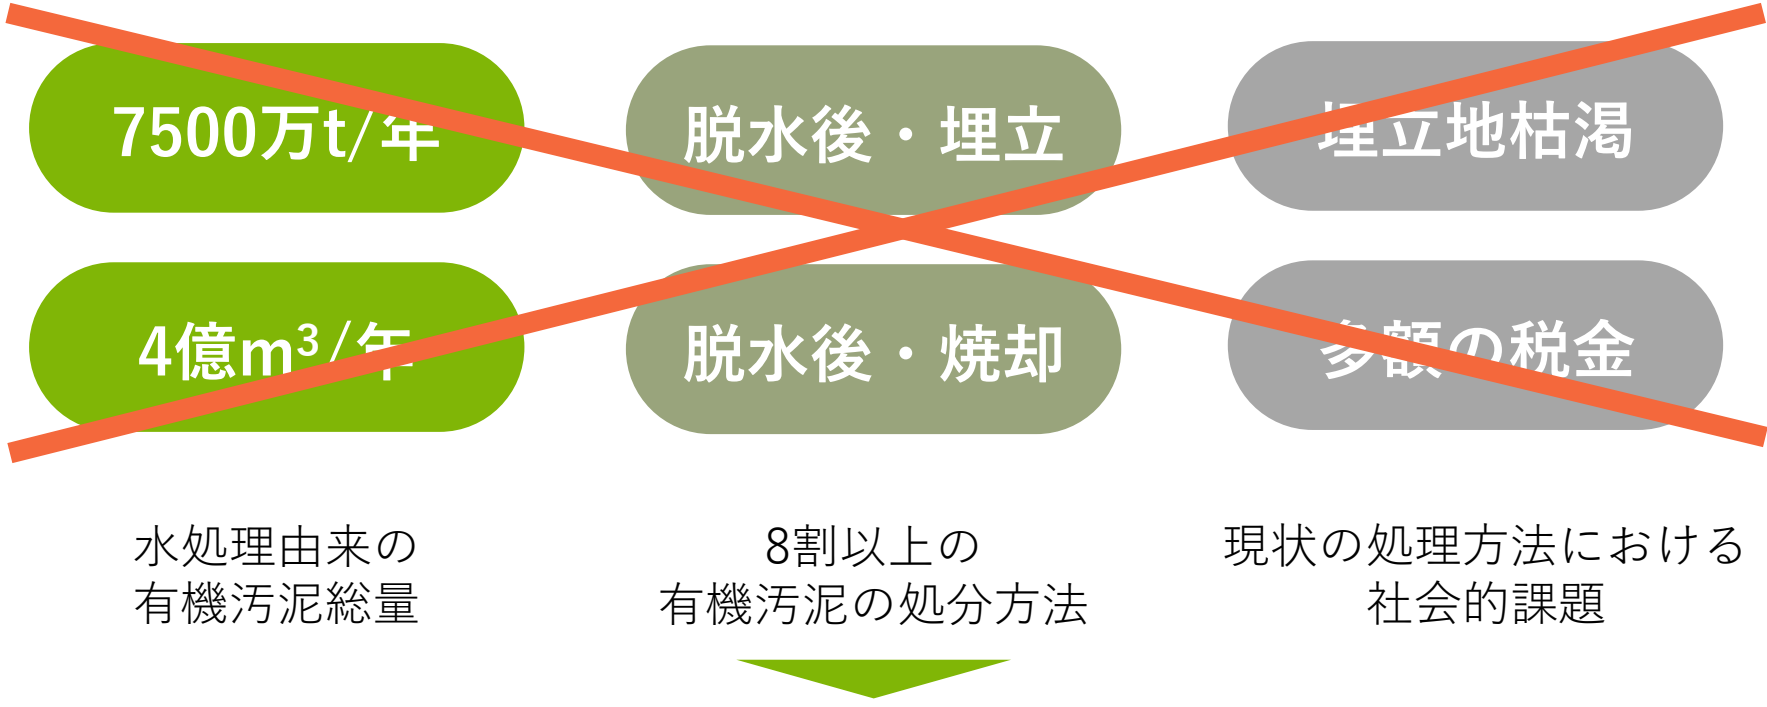 7500万t/年
脱水後・埋立
埋立地枯渇
4億m³/年
脱水後・焼却
多額の税金
水処理由来の
有機汚泥総量
8割以上の
有機汚泥の処分方法
現状の処理方法における
社会的課題